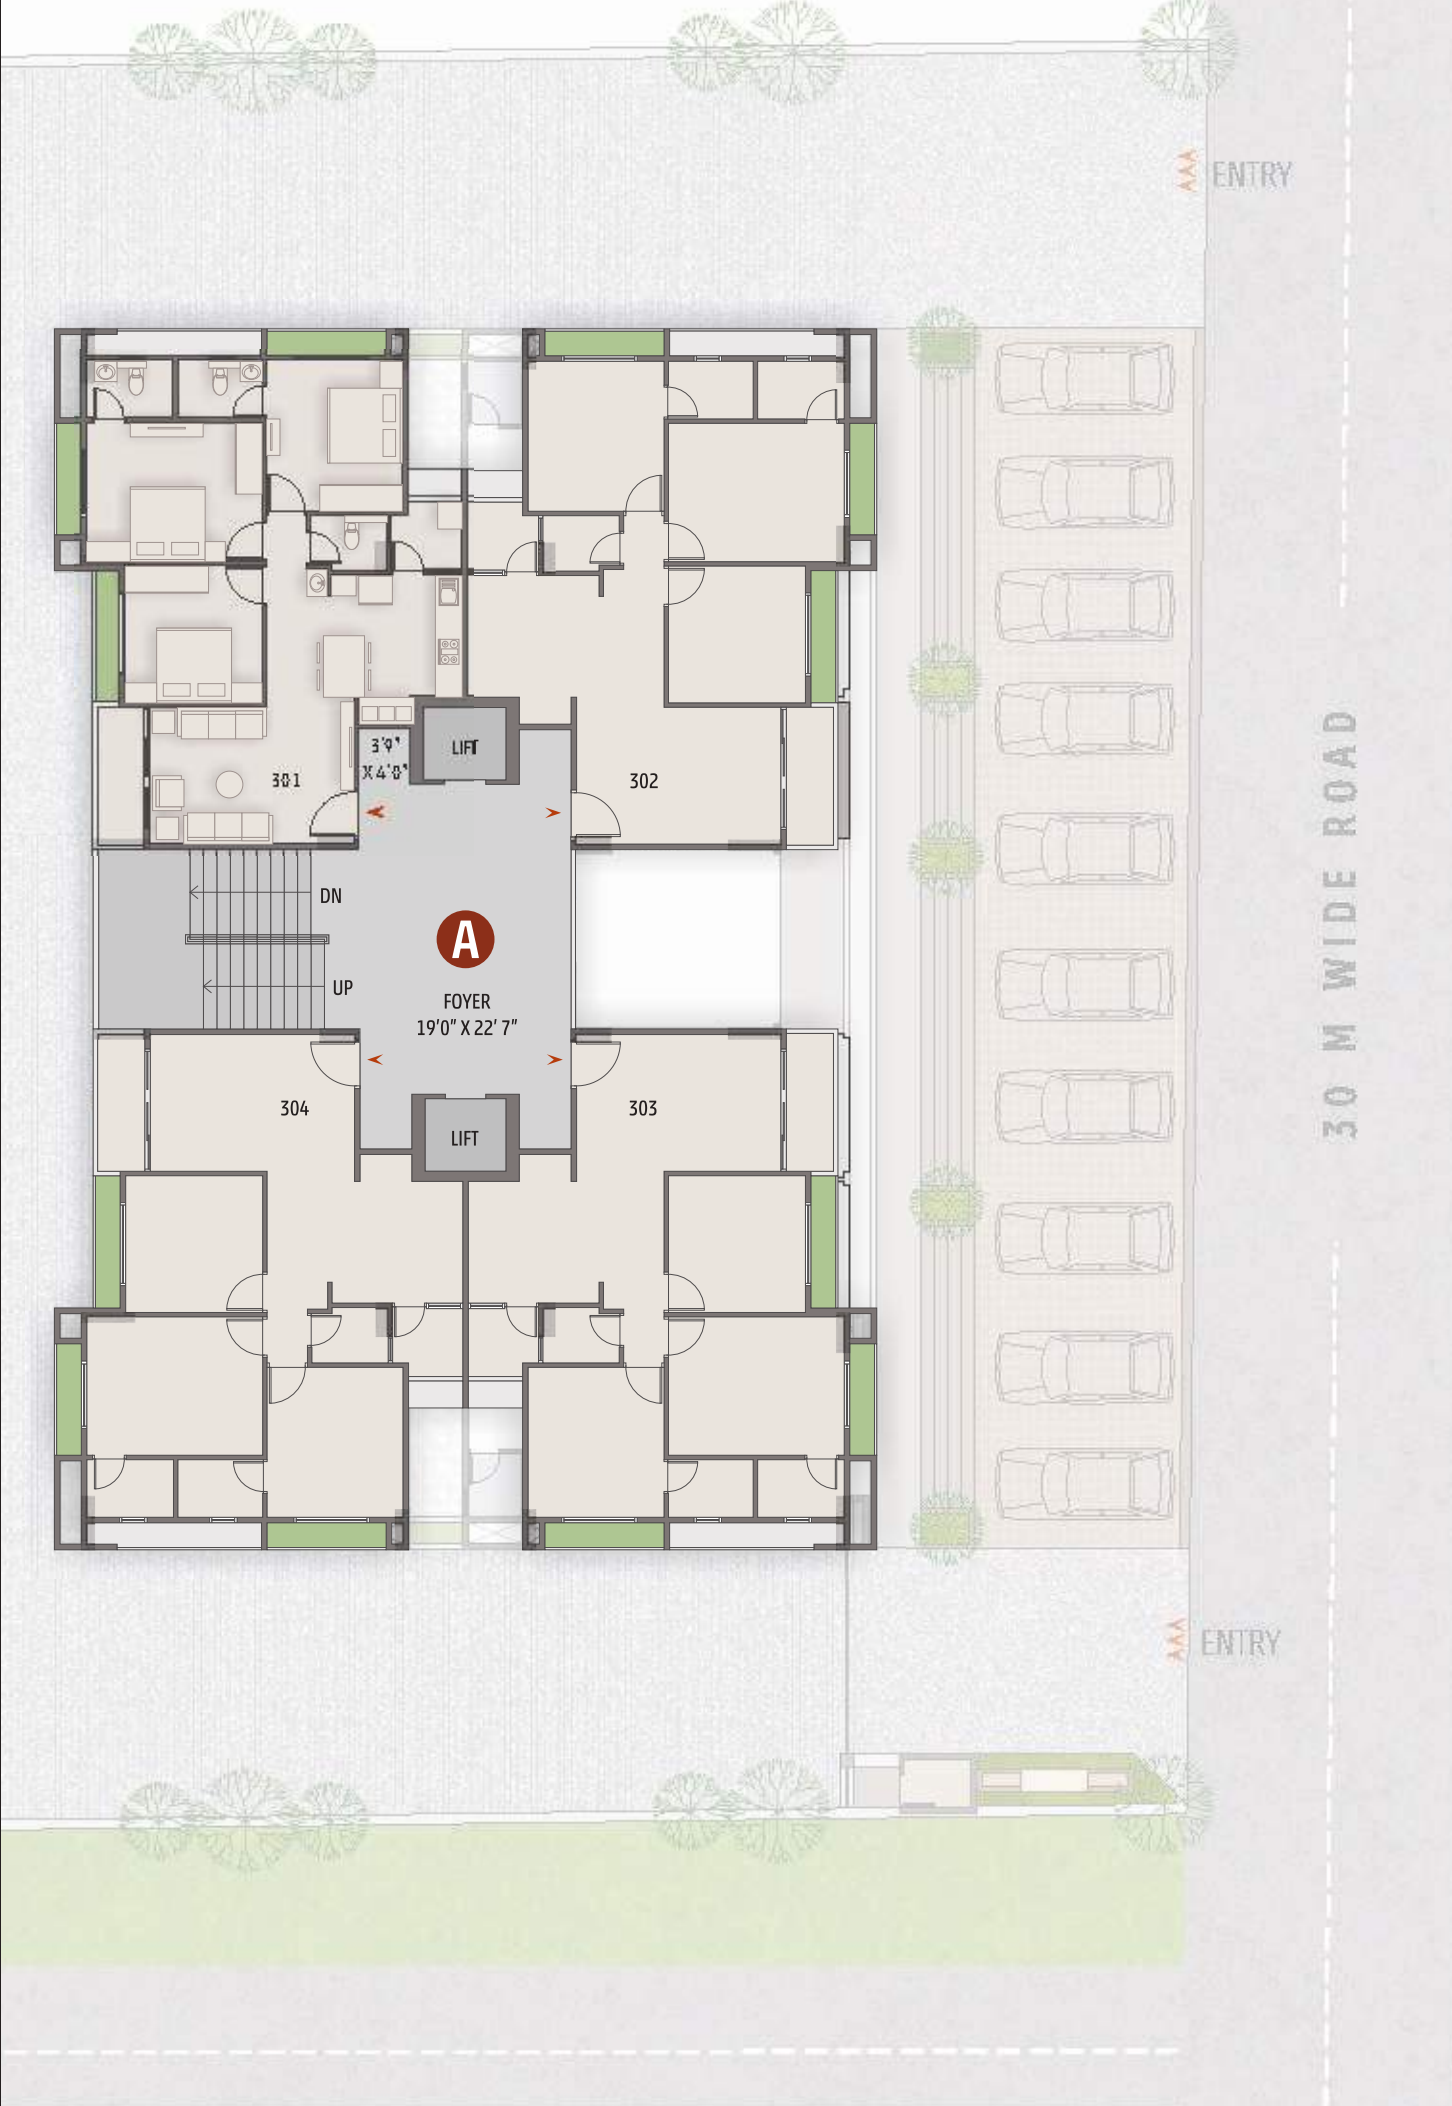 ENTRY
LIFT
3'9"
X 4'0"
301
302
DN
A
UP
FOYER
19'0" X 22' 7"
30 M WIDE ROAD
304
303
LIFT
ENTRY